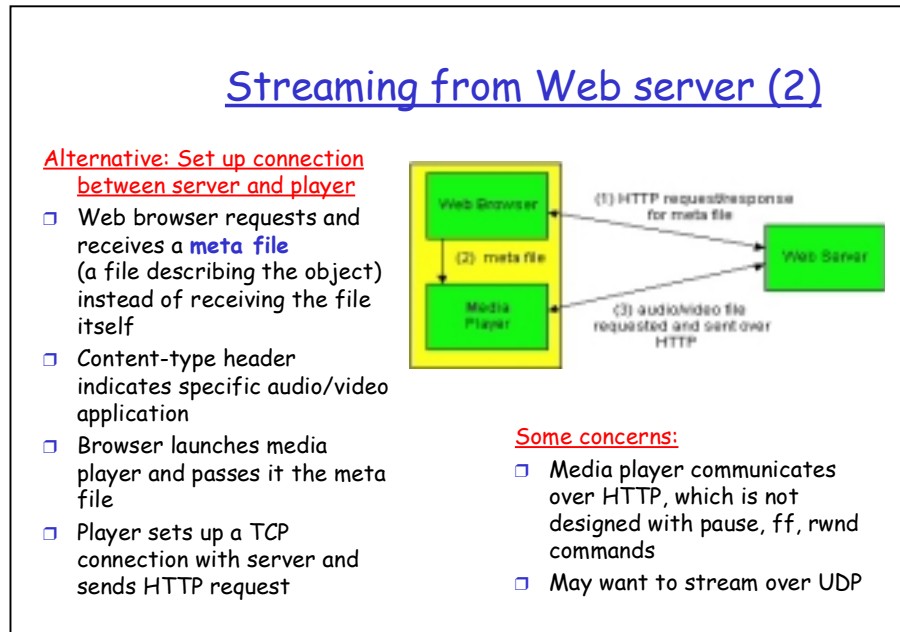 Streaming from Web server (2)
Alternative: Set up connection
between server and player
Web browser requests and
receives a meta file
(a file describing the object)
instead of receiving the file
itself
Content-type header
indicates specific audio/video
application
Browser launches media
player and passes it the meta
file
Player sets up a TCP
connection with server and
sends HTTP request
Web Browser
(2) meta file
Media
Player
(1) HTTP request/response
for meta file
Web Server
(3) audio/video file
requested and sent over
HTTP
Some concerns:
Media player communicates
over HTTP, which is not
designed with pause, ff, rwnd
commands
May want to stream over UDP